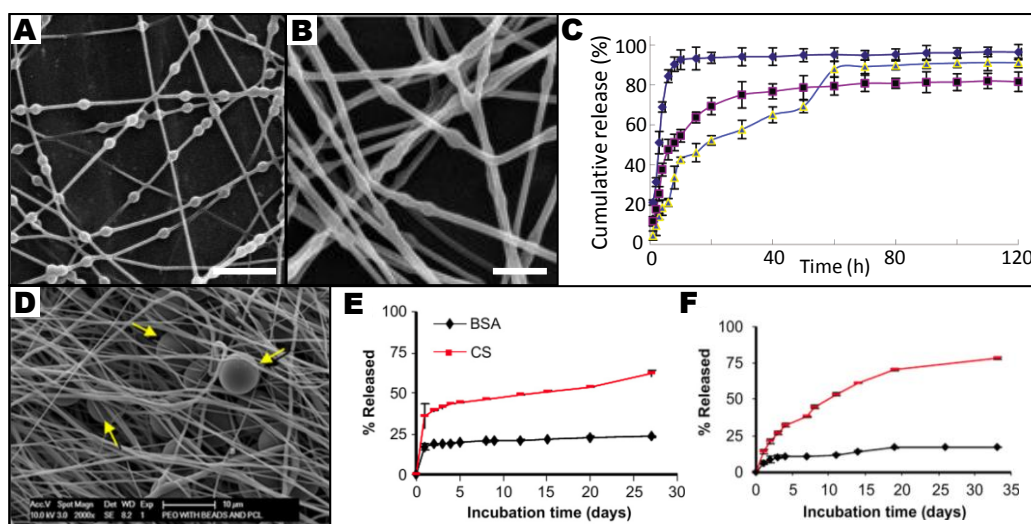 A
B
C
Cumulative release (%)
100
80
60
40
20
0
0
20
40
60
80
100
120
Time (h)
D
Acc.V Spot Magn Det WD Exp
10.0 kV 3.0 2000x SE 8.2 1
10 µm
PEO WITH BEADS AND PCL
E
BSA
CS
% Released
100
75
50
25
0
0
5
10
15
20
25
30
Incubation time (days)
F
% Released
100
75
50
25
0
0
5
10
15
20
25
30
35
Incubation time (days)